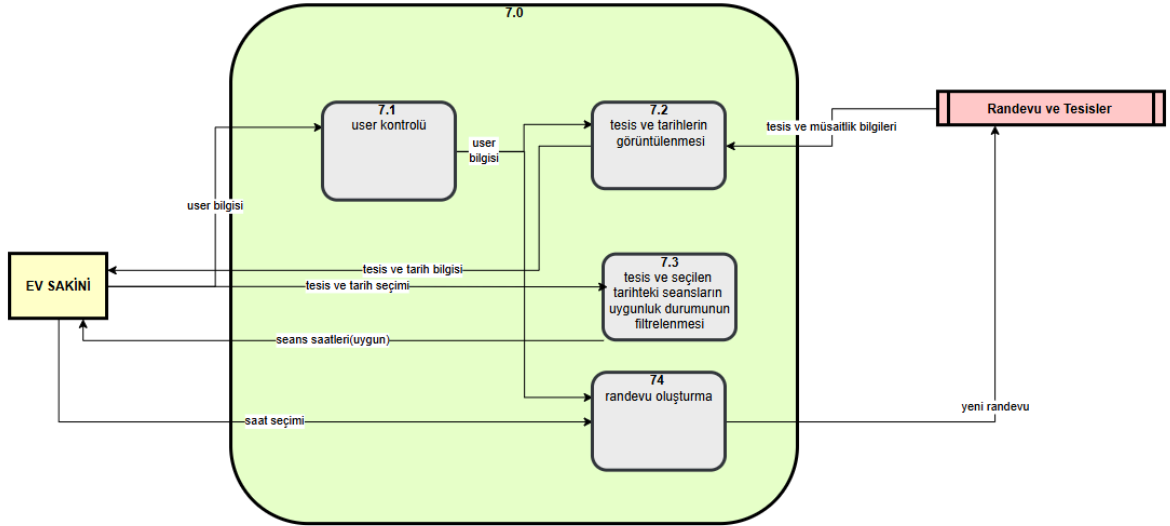 7.0
7.1
user kontrolü
7.2
tesis ve tarihlerin
görüntülenmesi
Randevu ve Tesisler
tesis ve müsaitlik bilgileri
user
bilgisi
user bilgisi
EV SAKİNİ
tesis ve tarih bilgisi
tesis ve tarih seçimi
7.3
tesis ve seçilen
tarihteki seansların
uygunluk durumunun
filtrelenmesi
seans saatleri(uygun)
74
randevu oluşturma
saat seçimi
yeni randevu